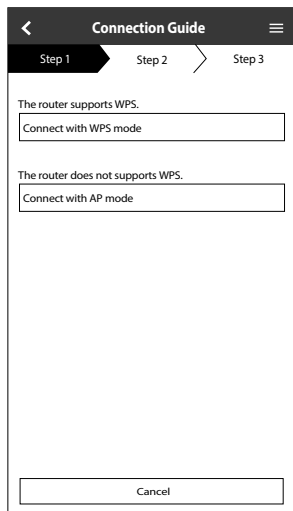 Connection Guide
Step 1
Step 2
Step 3
The router supports WPS.
Connect with WPS mode
The router does not supports WPS.
Connect with AP mode
Cancel